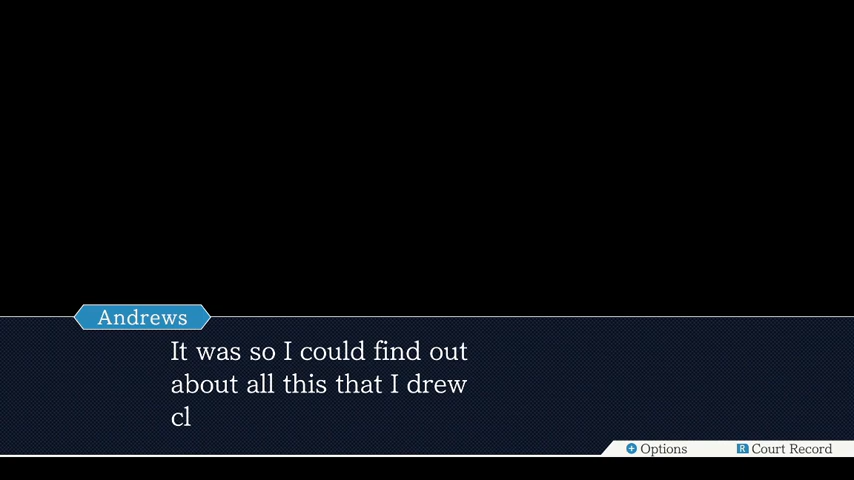 Andrews
It was so I could find out
about all this that I drew
cl
Options
R Court Record